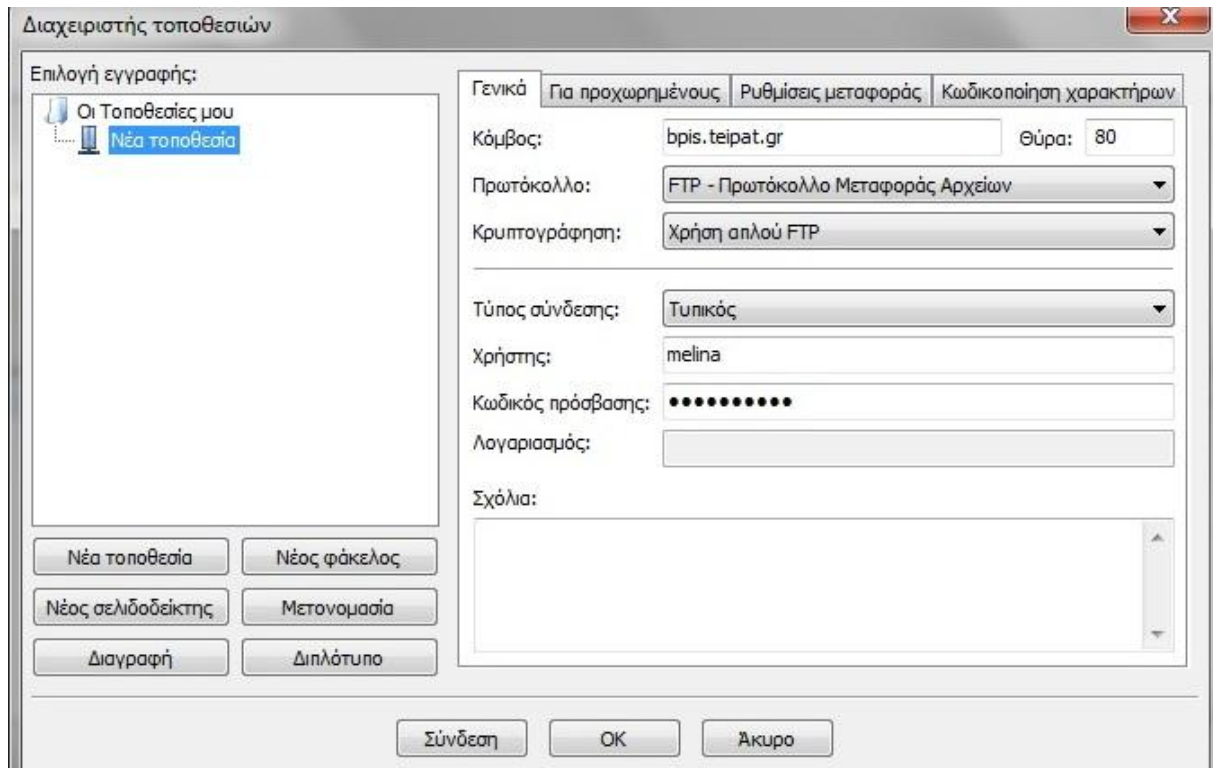 Διαχειριστής τοποθεσιών
Επιλογή εγγραφής:
Οι Τοποθεσίες μου
Νέα τοποθεσία
Νέα τοποθεσία
Νέος φάκελος
Νέος σελιδοδείκτης
Μετονομασία
Διαγραφή
Διπλότυπο
Γενικά
Για προχωρημένους
Ρυθμίσεις μεταφοράς
Κωδικοποίηση χαρακτήρων
Κόμβος: bpis.teipat.gr Θύρα: 80
Πρωτόκολλο: FTP - Πρωτόκολλο Μεταφοράς Αρχείων
Κρυπτογράφηση: Χρήση απλού FTP
Τύπος σύνδεσης: Τυπικός
Χρήστης: melina
Κωδικός πρόσβασης: ●●●●●●●●●●
Λογαριασμός:
Σχόλια:
Σύνδεση
OK
Άκυρο